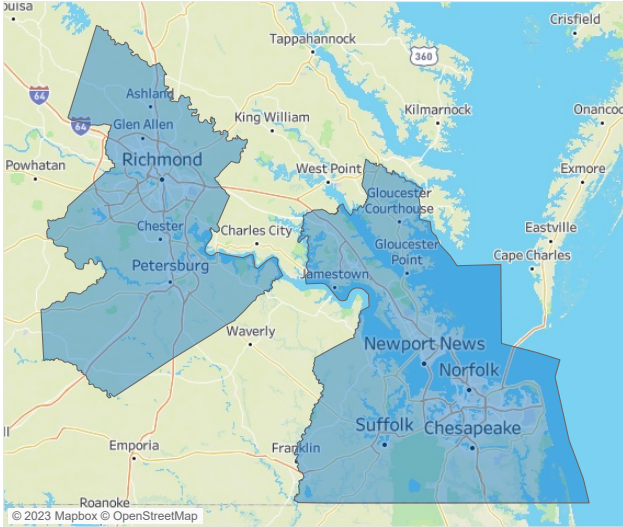 ouisa
Crisfield
Tappahannock
360
64
Ashland
64
Glen Allen
Kilmarnock
Onancoc
King William
Richmond
Powhatan
West Point
Exmore
Gloucester
Courthouse
Chester
Charles City
Eastville
Gloucester
Point
Cape Charles
Petersburg
Jamestown
Waverly
Newport News
Norfolk
Suffolk
Chesapeake
ll
Emporia
Franklin
Roanoke
© 2023 Mapbox © OpenStreetMap